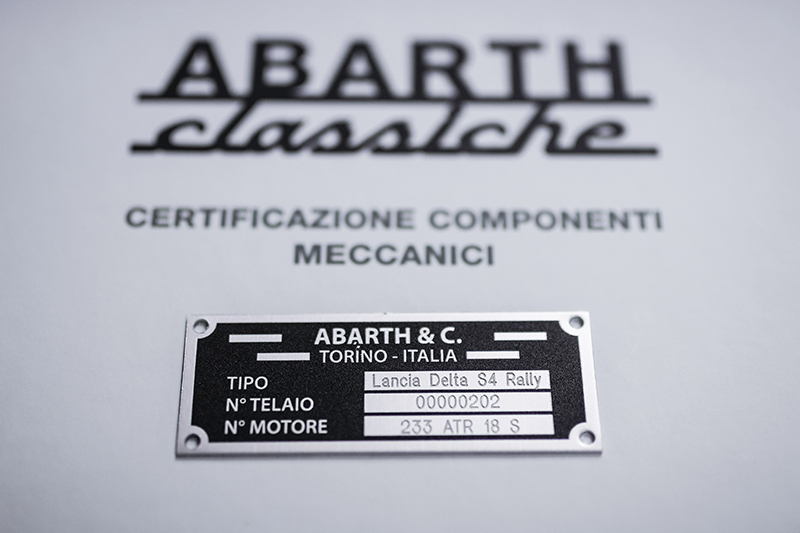 ABARTH
classiche
CERTIFICAZIONE COMPONENTI
MECCANICI
ABARTH & C.
TORINO - ITALIA
TIPO Lancia Delta S4 Rally
N° TELAIO 00000202
N° MOTORE 233 ATR 18 S